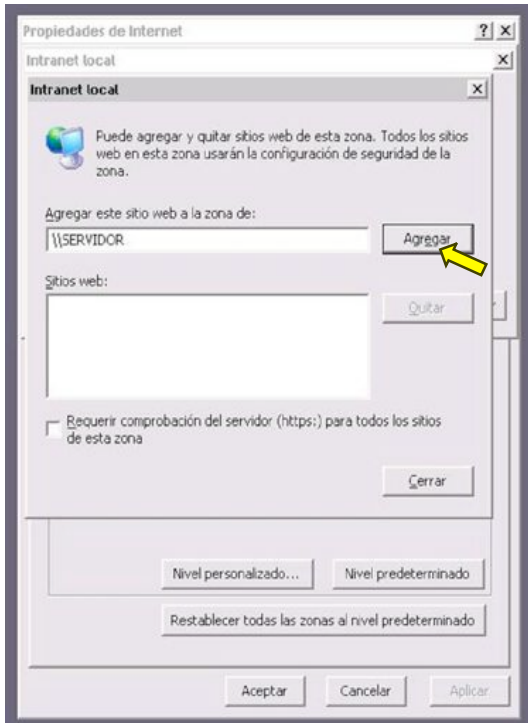 Propiedades de Internet
Intranet local
Intranet local
Puede agregar y quitar sitios web de esta zona. Todos los sitios
web en esta zona usarán la configuración de seguridad de la
zona.
Agregar este sitio web a la zona de:
\\SERVIDOR
Agregar
Sitios web:
Quitar
Requerir comprobación del servidor (https:) para todos los sitios
de esta zona
Cerrar
Nivel personalizado...
Nivel predeterminado
Restablecer todas las zonas al nivel predeterminado
Aceptar
Cancelar
Aplicar